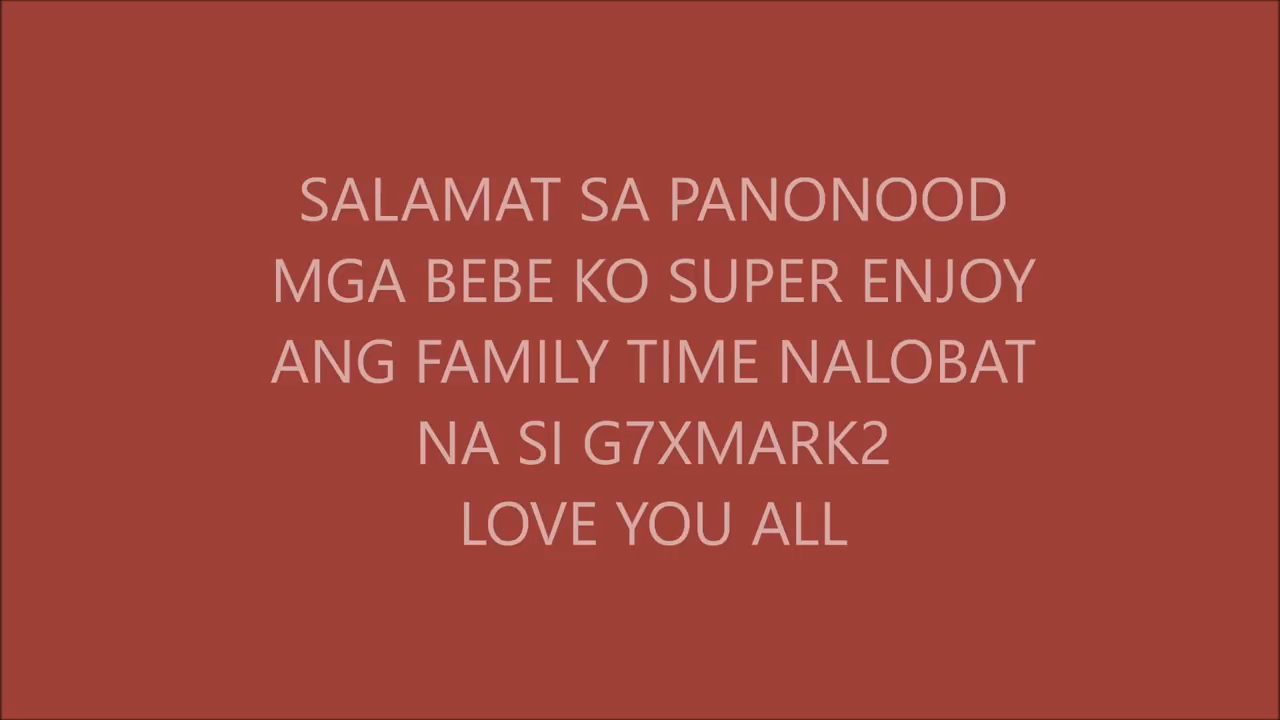 SALAMAT SA PANONOOD
MGA BEBE KO SUPER ENJOY
ANG FAMILY TIME NALOBAT
NA SI G7XMARK2
LOVE YOU ALL